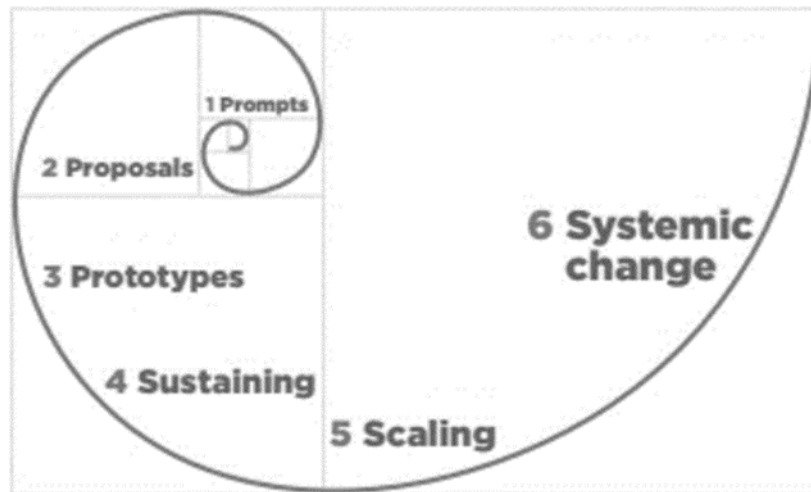 1 Prompts
2 Proposals
3 Prototypes
4 Sustaining
5 Scaling
6 Systemic
change